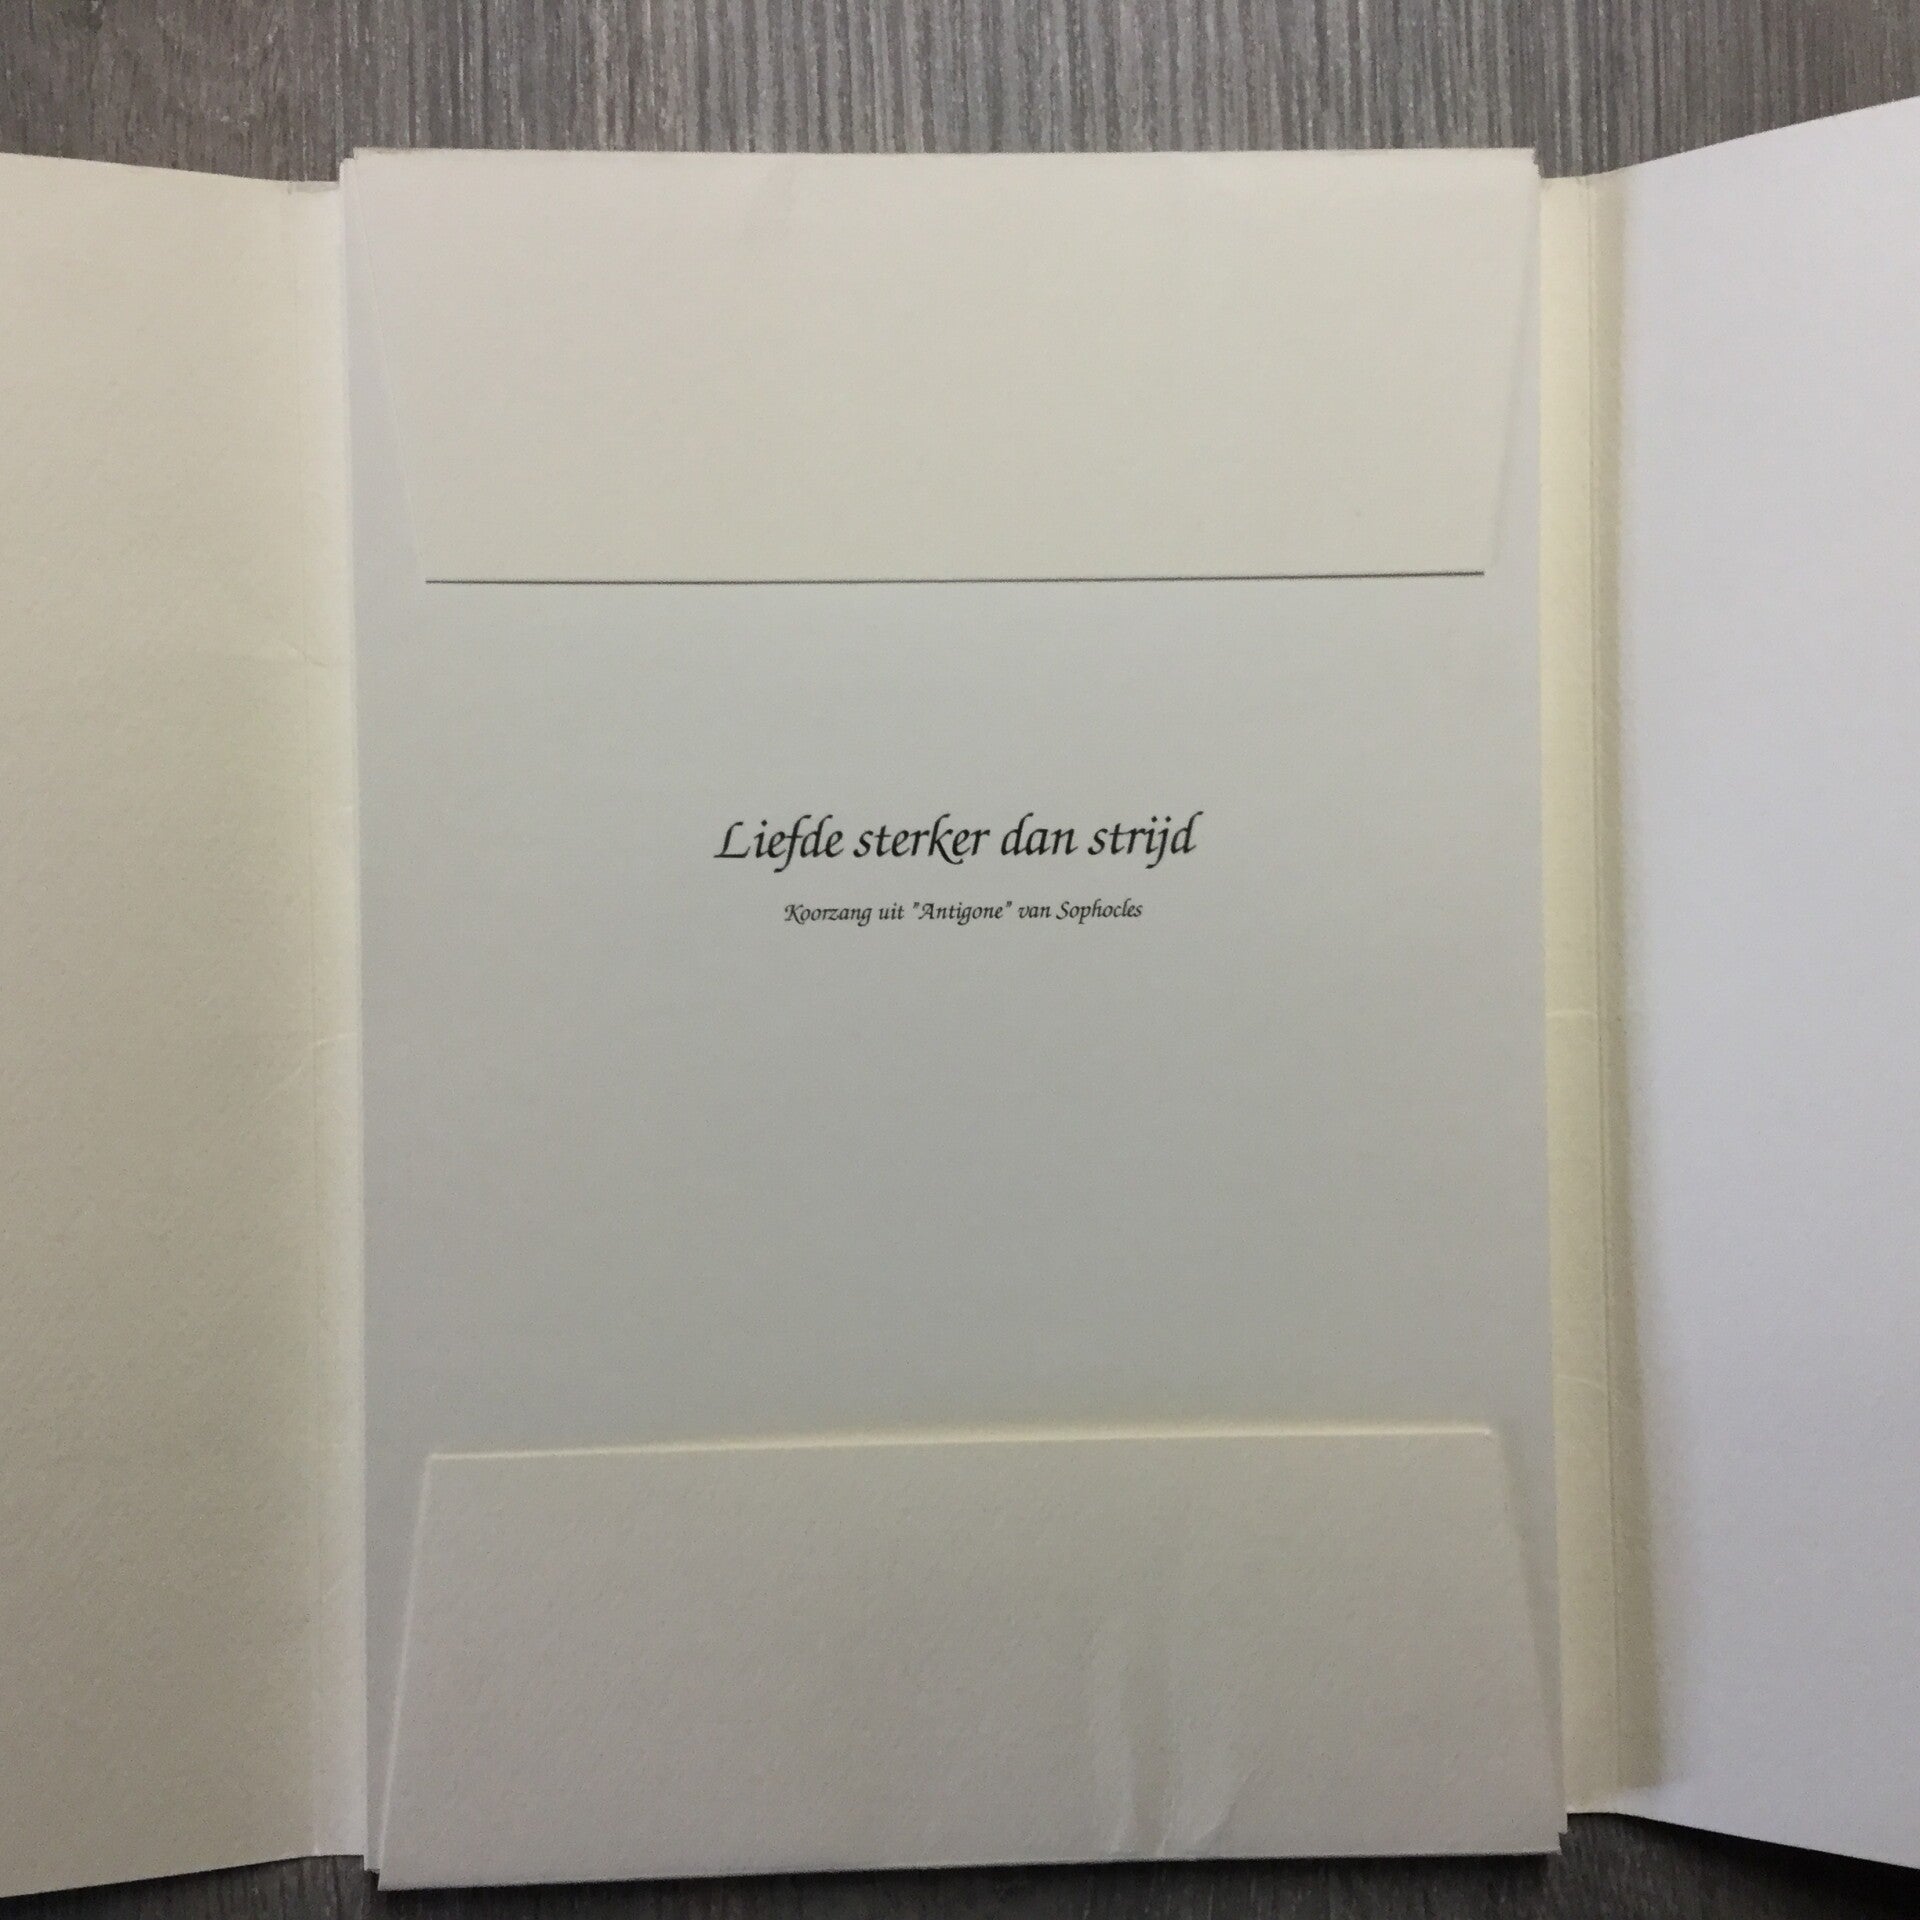 Liefde sterker dan strijd
Koorzang uit "Antigone" van Sophocles